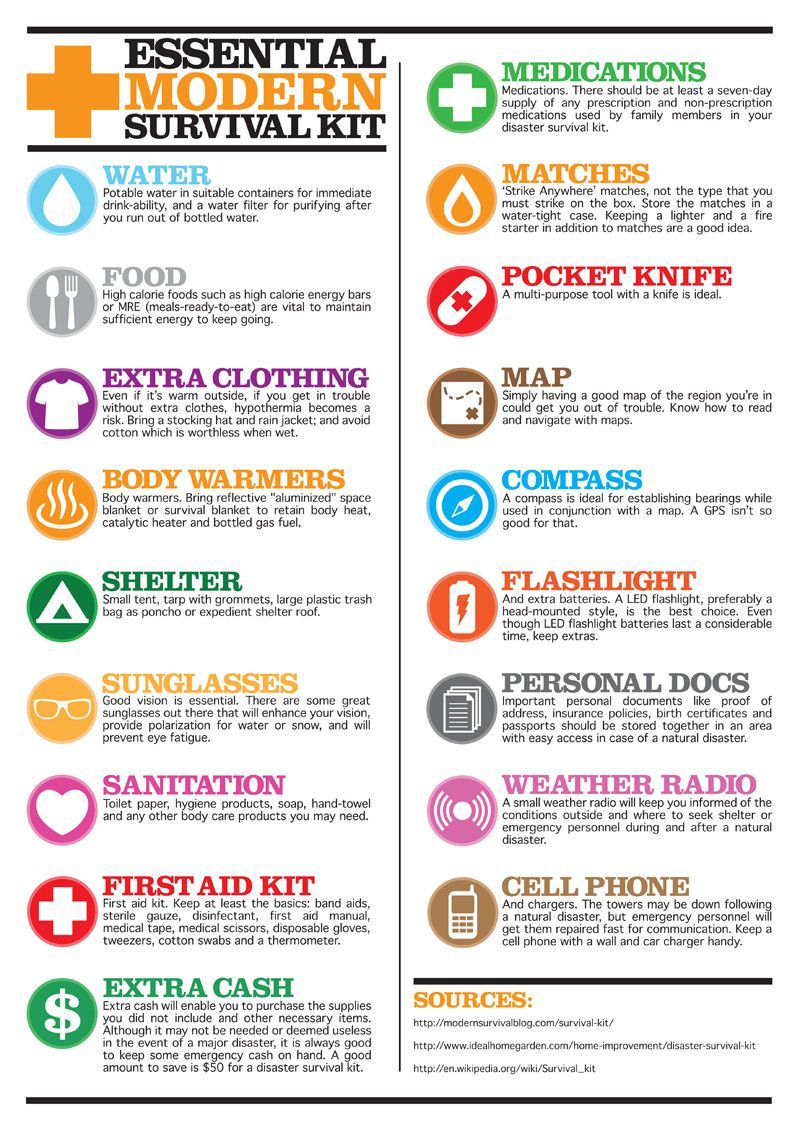 ESSENTIAL
MODERN
SURVIVAL KIT
WATER
Potable water in suitable containers for immediate
drink-ability, and a water filter for purifying after
you run out of bottled water.
FOOD
High calorie foods such as high calorie energy bars
or MRE (meals-ready-to-eat) are vital to maintain
sufficient energy to keep going.
EXTRA CLOTHING
Even if it's warm outside, if you get in trouble
without extra clothes, hypothermia becomes a
risk. Bring a stocking hat and rain jacket; and avoid
cotton which is worthless when wet.
BODY WARMERS
Body warmers. Bring reflective "aluminized" space
blanket or survival blanket to retain body heat,
catalytic heater and bottled gas fuel.
SHELTER
Small tent, tarp with grommets, large plastic trash
bag as poncho or expedient shelter roof.
SUNGLASSES
Good vision is essential. There are some great
sunglasses out there that will enhance your vision,
provide polarization for water or snow, and will
prevent eye fatigue.
SANITATION
Toilet paper, hygiene products, soap, hand-towel
and any other body care products you may need.
FIRST AID KIT
First aid kit. Keep at least the basics: band aids,
sterile gauze, disinfectant, first aid manual,
medical tape, medical scissors, disposable gloves,
tweezers, cotton swabs and a thermometer.
EXTRA CASH
$
Extra cash will enable you to purchase the supplies
you did not include and other necessary items.
Although it may not be needed or deemed useless
in the event of a major disaster, it is always good
to keep some emergency cash on hand. A good
amount to save is $50 for a disaster survival kit.
MEDICATIONS
Medications. There should be at least a seven-day
supply of any prescription and non-prescription
medications used by family members in your
disaster survival kit.
MATCHES
'Strike Anywhere' matches, not the type that you
must strike on the box. Store the matches in a
water-tight case. Keeping a lighter and a fire
starter in addition to matches are a good idea.
POCKET KNIFE
A multi-purpose tool with a knife is ideal.
MAP
Simply having a good map of the region you're in
could get you out of trouble. Know how to read
and navigate with maps.
COMPASS
A compass is ideal for establishing bearings while
used in conjunction with a map. A GPS isn't so
good for that.
FLASHLIGHT
And extra batteries. A LED flashlight, preferably a
head-mounted style, is the best choice. Even
though LED flashlight batteries last a considerable
time, keep extras.
PERSONAL DOCS
Important personal documents like proof of
address, insurance policies, birth certificates and
passports should be stored together in an area
with easy access in case of a natural disaster.
WEATHER RADIO
A small weather radio will keep you informed of the
conditions outside and where to seek shelter or
emergency personnel during and after a natural
disaster.
CELL PHONE
And chargers. The towers may be down following
a natural disaster, but emergency personnel will
get them repaired fast for communication. Keep a
cell phone with a wall and car charger handy.
SOURCES:
http://modernsurvivalblog.com/survival-kit/
http://www.idealhomegarden.com/home-improvement/disaster-survival-kit
http://en.wikipedia.org/wiki/Survival_kit